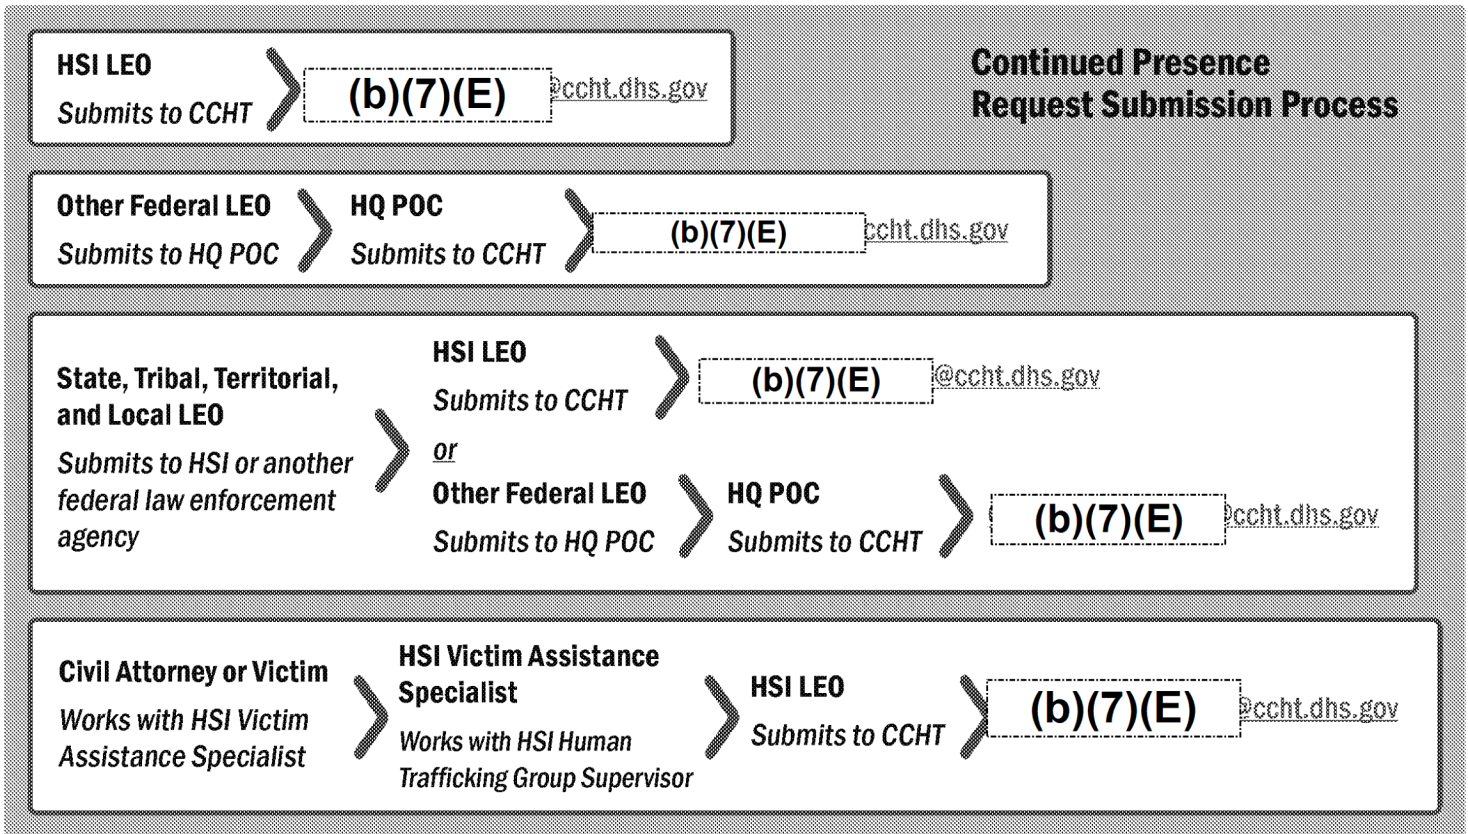 Continued Presence
Request Submission Process
HSI LEO
Submits to CCHT
(b)(7)(E)
@ccht.dhs.gov
Other Federal LEO
Submits to HQ POC
HQ POC
Submits to CCHT
(b)(7)(E)
ccht.dhs.gov
State, Tribal, Territorial,
and Local LEO
Submits to HSI or another
federal law enforcement
agency
HSI LEO
Submits to CCHT
(b)(7)(E)
@ccht.dhs.gov
or
Other Federal LEO
Submits to HQ POC
HQ POC
Submits to CCHT
(b)(7)(E)
@ccht.dhs.gov
Civil Attorney or Victim
Works with HSI Victim
Assistance Specialist
HSI Victim Assistance
Specialist
Works with HSI Human
Trafficking Group Supervisor
HSI LEO
Submits to CCHT
(b)(7)(E)
@ccht.dhs.gov